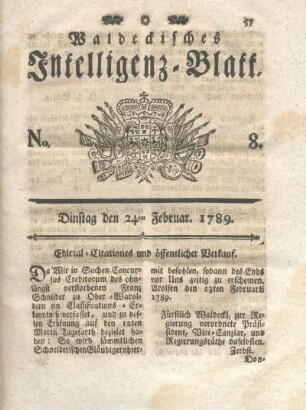 57
Waldeckisches
Intelligenz-Blatt.
No. 8.
Dinstag den 24ten Februar. 1789.
Edictal-Citationes und öffentlicher Verkauf.
Da Wir in Sachen Concur-
sus Creditorum des ohn-
längst verstorbenen Franz
Schneider zu Ober-Warol-
dern ein Classifications-Er-
kenntniß verfasset, und zu des-
sen Eröfnung auf den 12ten
Martii Tagefarth bezielet ha-
ben: So wird sämmtlichen
Schneiderischen Gläubigern hier-
mit befohlen, sodann des Ends
vor Uns zeitig zu erscheinen.
Arolsen den 13ten Februarii
1789.
Fürstlich Waldeckl. zur Re-
gierung verordnete Präsi-
dent, Vice-Canzlar, und
Regierungsräthe daselbsten.
Zerbst.
Don-